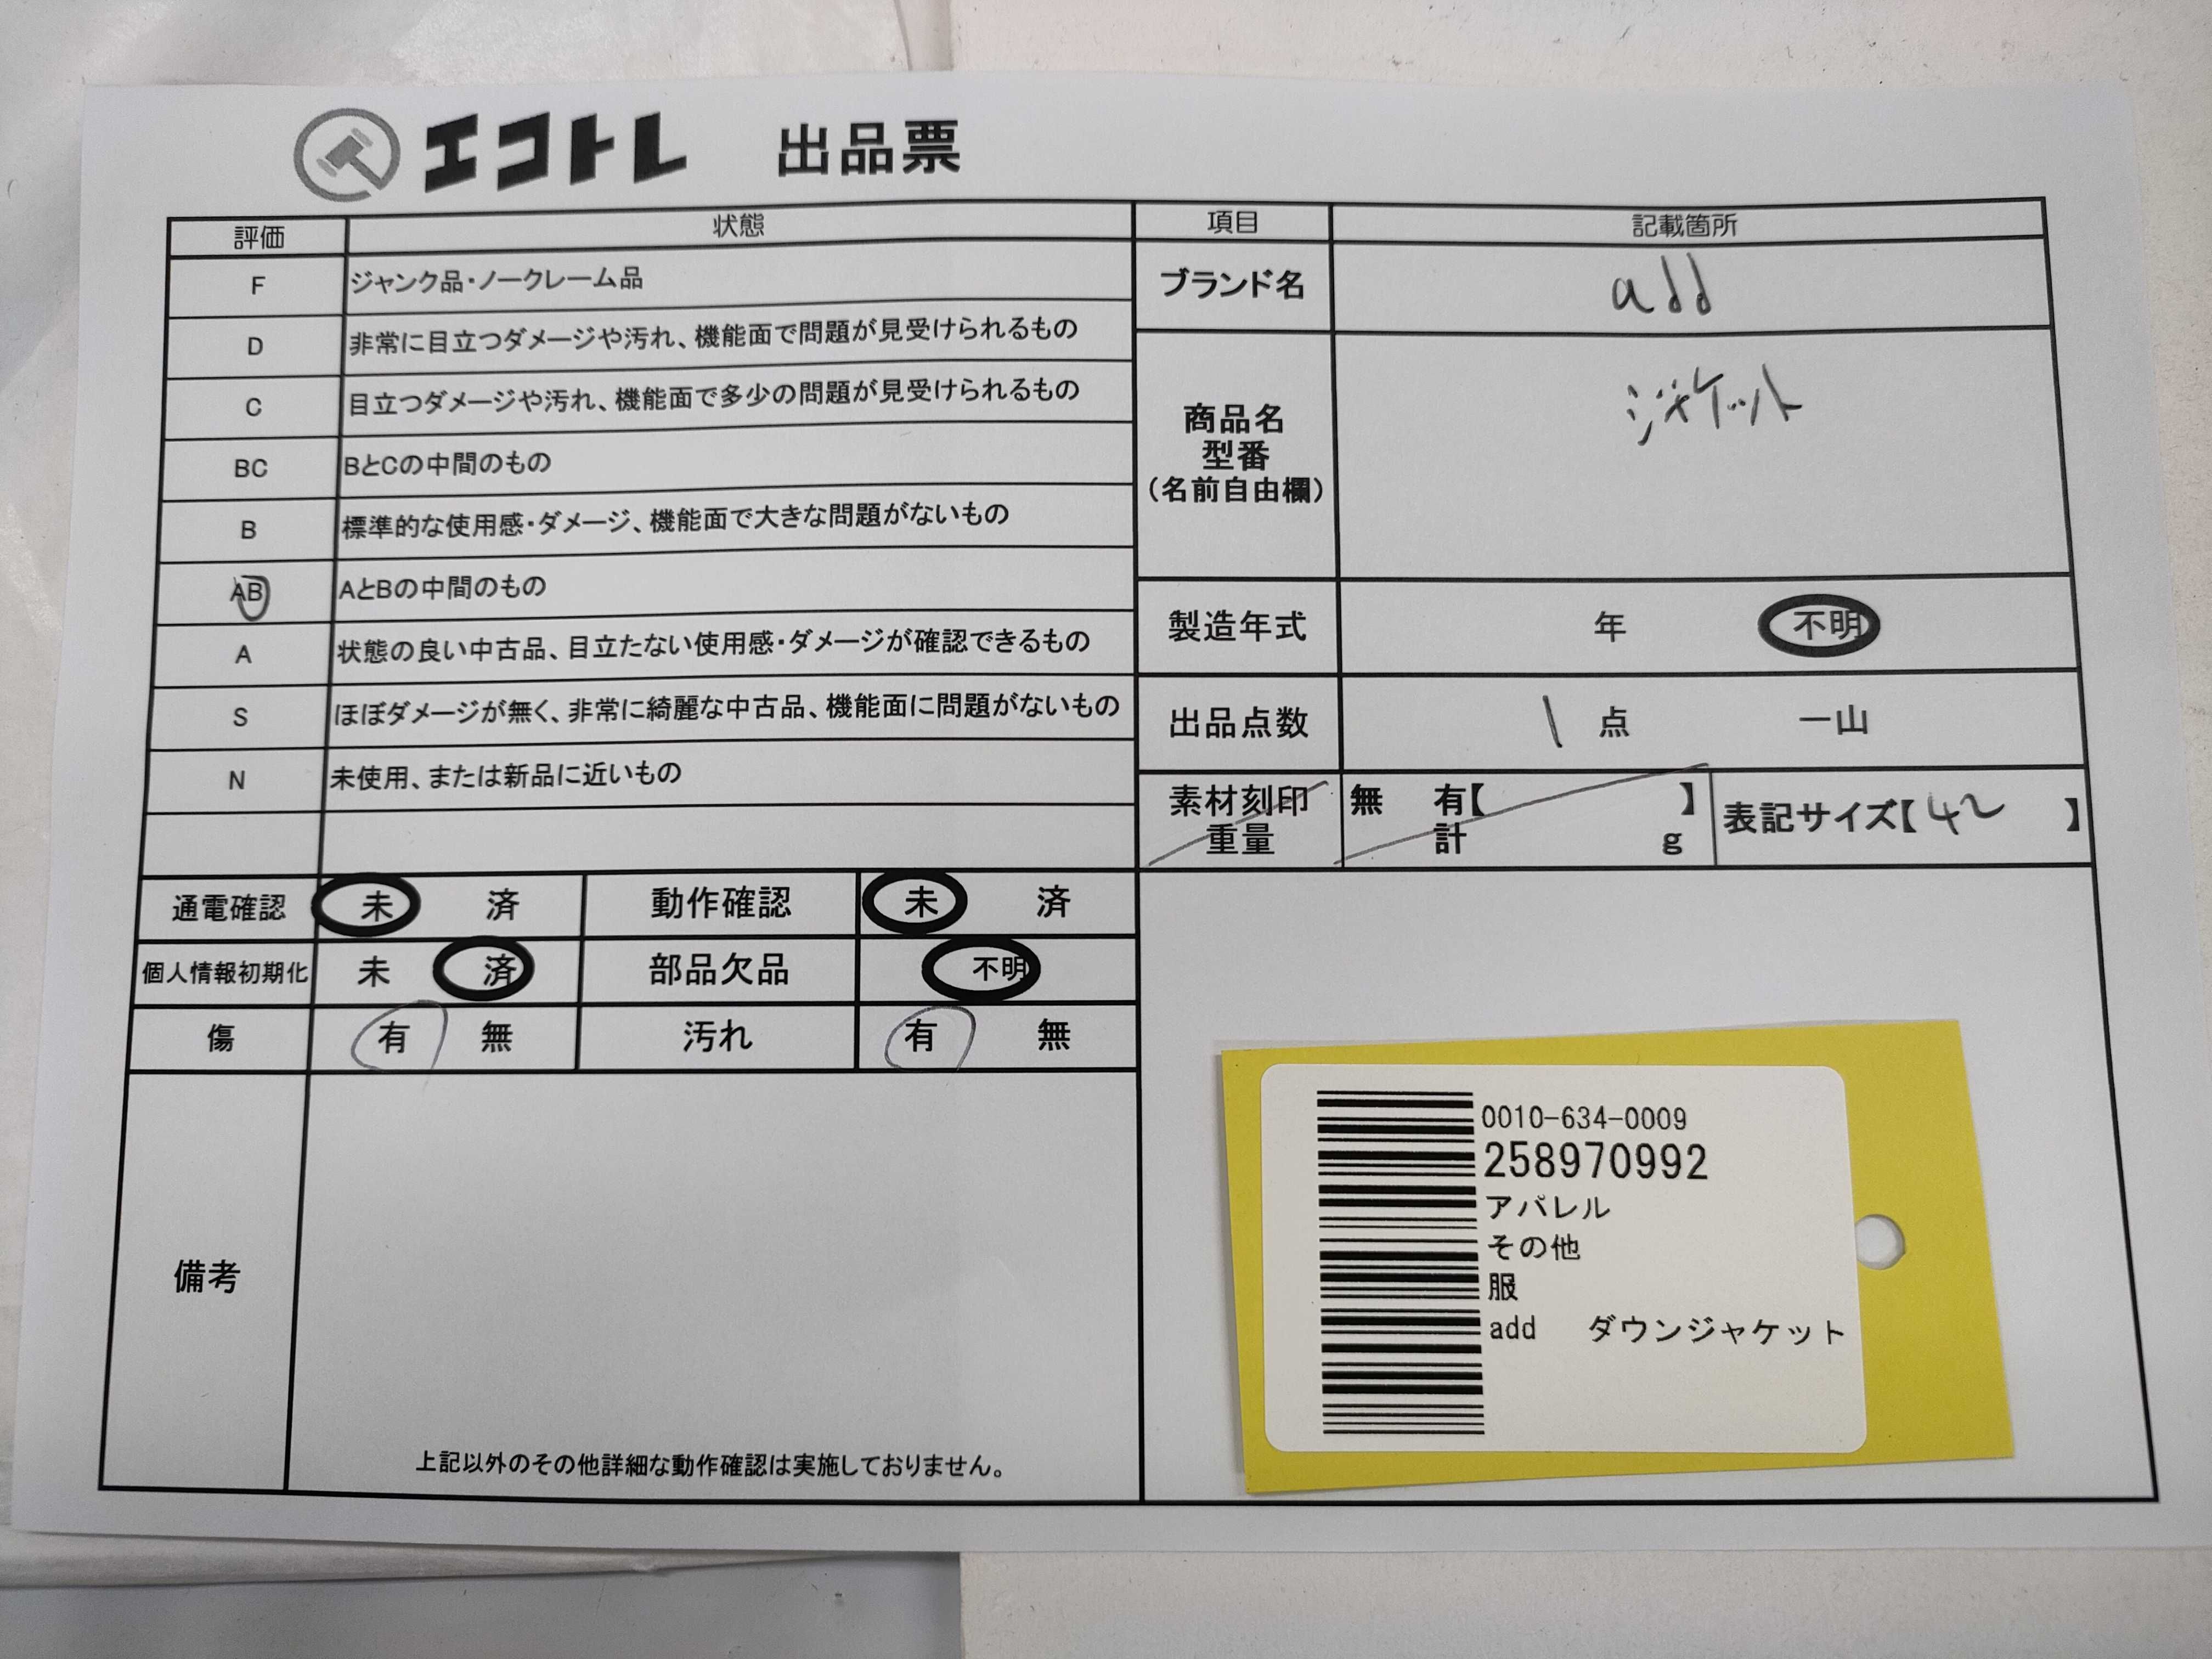 エコトレ 出品票
評価 状態
F ジャンク品・ノークレーム品
D 非常に目立つダメージや汚れ、機能面で問題が見受けられるもの
C 目立つダメージや汚れ、機能面で多少の問題が見受けられるもの
BC BとCの中間のもの
B 標準的な使用感・ダメージ、機能面で大きな問題がないもの
AB AとBの中間のもの
A 状態の良い中古品、目立たない使用感・ダメージが確認できるもの
S ほぼダメージが無く、非常に綺麗な中古品、機能面に問題がないもの
N 未使用、または新品に近いもの
通電確認 未 済 動作確認 未 済
個人情報初期化 未 済 部品欠品 不明
傷 有 無 汚れ 有 無
備考
上記以外のその他詳細な動作確認は実施しておりません。
項目 記載箇所
ブランド名 add
商品名
型番
(名前自由欄)
ジャケット
製造年式 年 不明
出品点数 1 点 一山
素材刻印 無 有【 】
重量 計 g
表記サイズ【42 】
0010-634-0009
258970992
アパレル
その他
服
add ダウンジャケット